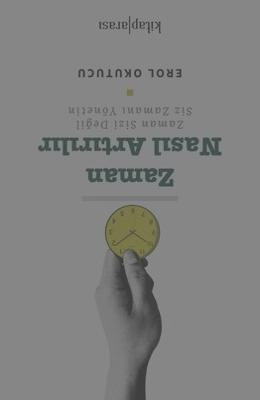 Zaman
Nasıl Artırılır
Zaman Sizi Değil
Siz Zamanı Yönetin
EROL OKUTUCU
kitap|arası